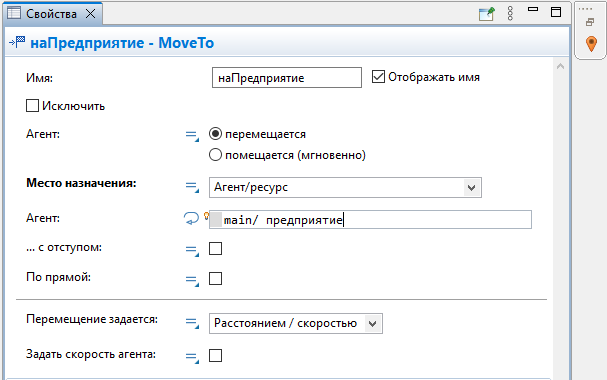 Свойства
наПредприятие - MoveTo
Имя: наПредприятие Отображать имя
Исключить
Агент: перемещается
помещается (мгновенно)
Место назначения: Агент/ресурс
Агент: main/ предприятие
... с отступом:
По прямой:
Перемещение задается: Расстоянием / скоростью
Задать скорость агента: